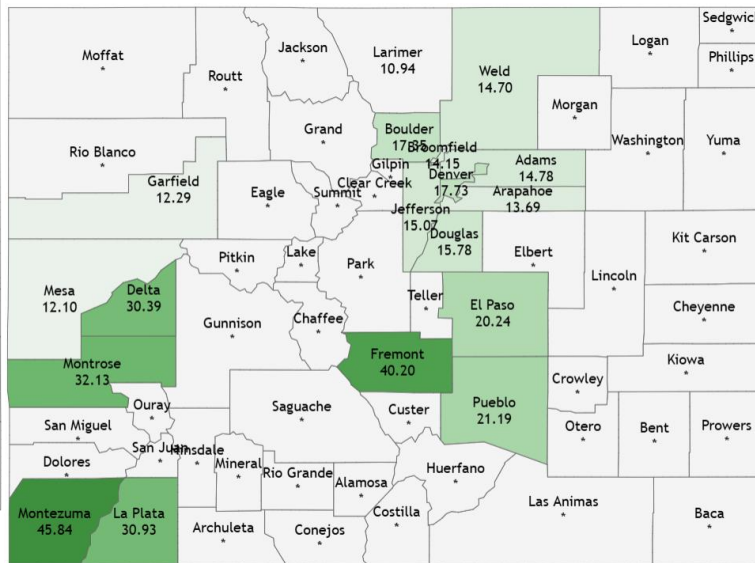 Sedgwic
*
Jackson
*
Logan
*
Larimer
10.94
Moffat
*
Phillips
*
Routt
*
Weld
14.70
Morgan
*
Grand
*
Boulder
17.35
Washington
*
Yuma
*
Rio Blanco
*
Broomfield
14.15
Gilpin
*
Adams
14.78
Garfield
12.29
Denver
17.73
Clear Creek
*
Eagle
*
Summit
*
Arapahoe
13.69
Jefferson
15.07
Douglas
15.78
Kit Carson
*
Elbert
*
Pitkin
*
Lake
*
Park
*
Lincoln
*
Mesa
12.10
Delta
30.39
Teller
*
El Paso
20.24
Cheyenne
*
Chaffee
*
Gunnison
*
Fremont
40.20
Kiowa
*
Montrose
32.13
Crowley
*
Pueblo
21.19
Ouray
*
Saguache
*
Custer
*
San Miguel
*
Otero
*
Bent
*
Prowers
*
San Juan
*
Hinsdale
*
Dolores
*
Mineral
*
Rio Grande
*
Huerfano
*
Alamosa
*
Las Animas
*
Montezuma
45.84
La Plata
30.93
Costilla
*
Baca
*
Archuleta
*
Conejos
*